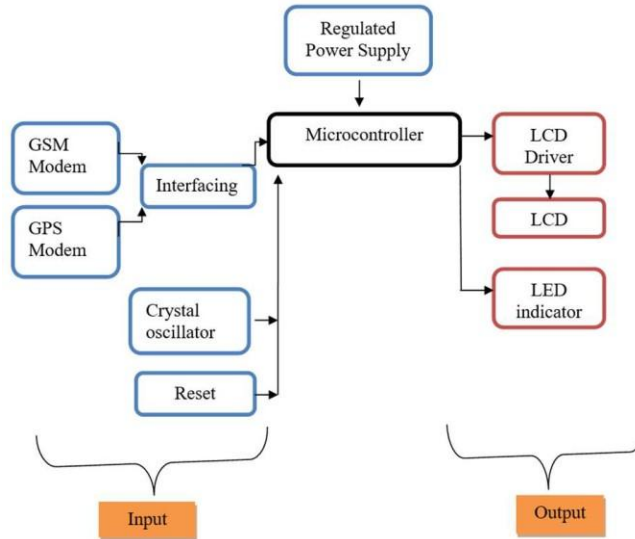 Regulated
Power Supply
Microcontroller
GSM
Modem
GPS
Modem
Interfacing
Crystal
oscillator
Reset
LCD
Driver
LCD
LED
indicator
Input
Output